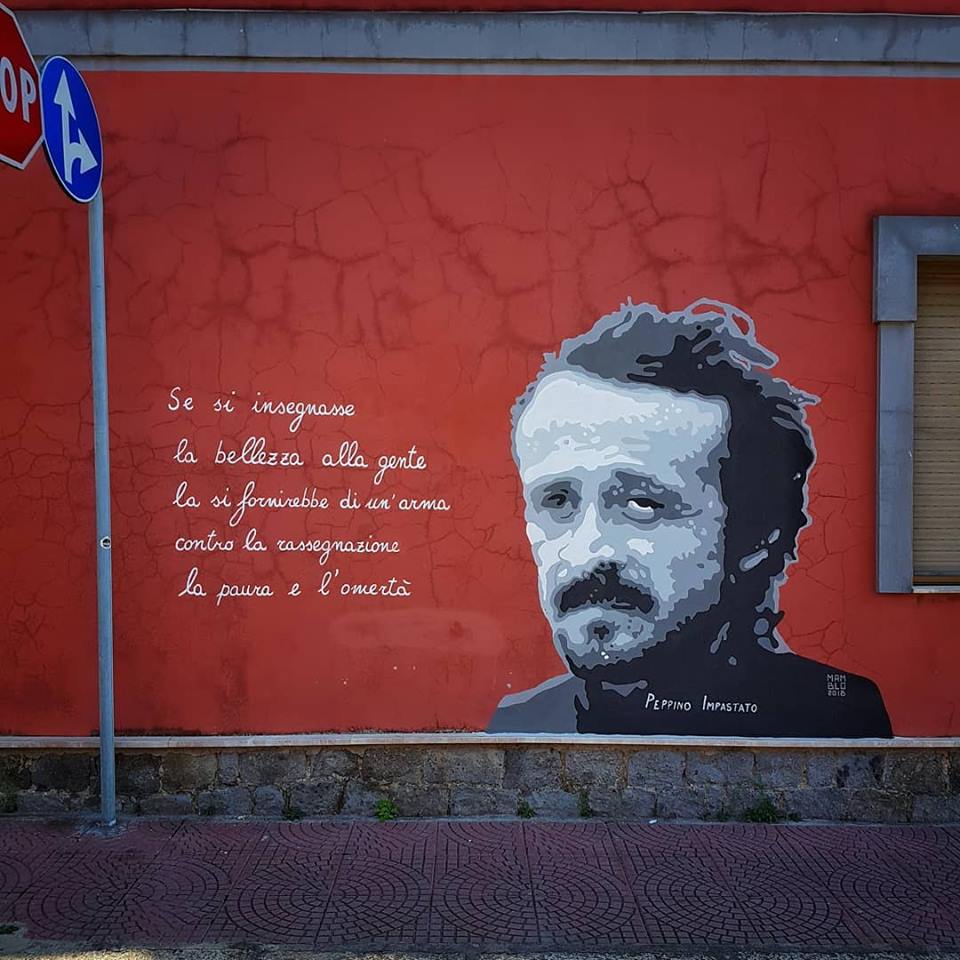 OP
Se si insegnasse
la bellezza alla gente
la si fornirebbe di un'arma
contro la rassegnazione
la paura e l'omertà
PEPPINO IMPASTATO
MAM
BLO
2018